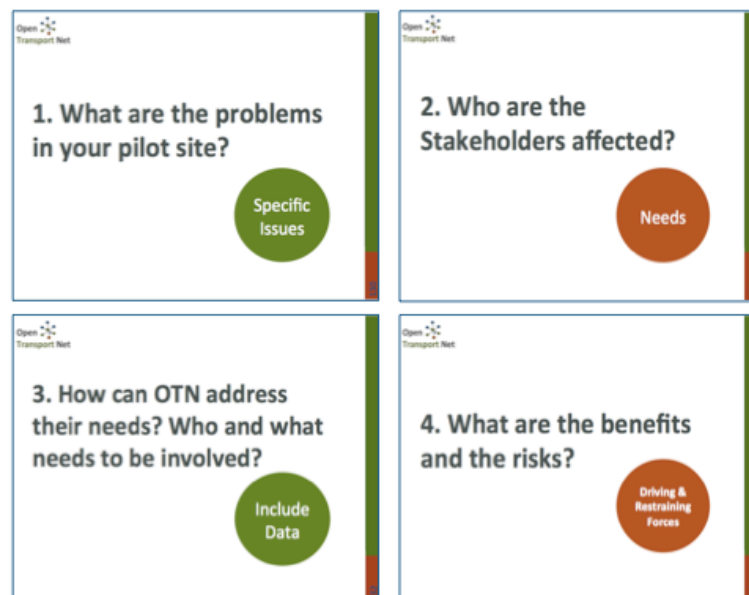 Open
Transport Net
1. What are the problems
in your pilot site?
Specific
Issues
Open
Transport Net
2. Who are the
Stakeholders affected?
Needs
Open
Transport Net
3. How can OTN address
their needs? Who and what
needs to be involved?
Include
Data
Open
Transport Net
4. What are the benefits
and the risks?
Driving &
Restraining
Forces